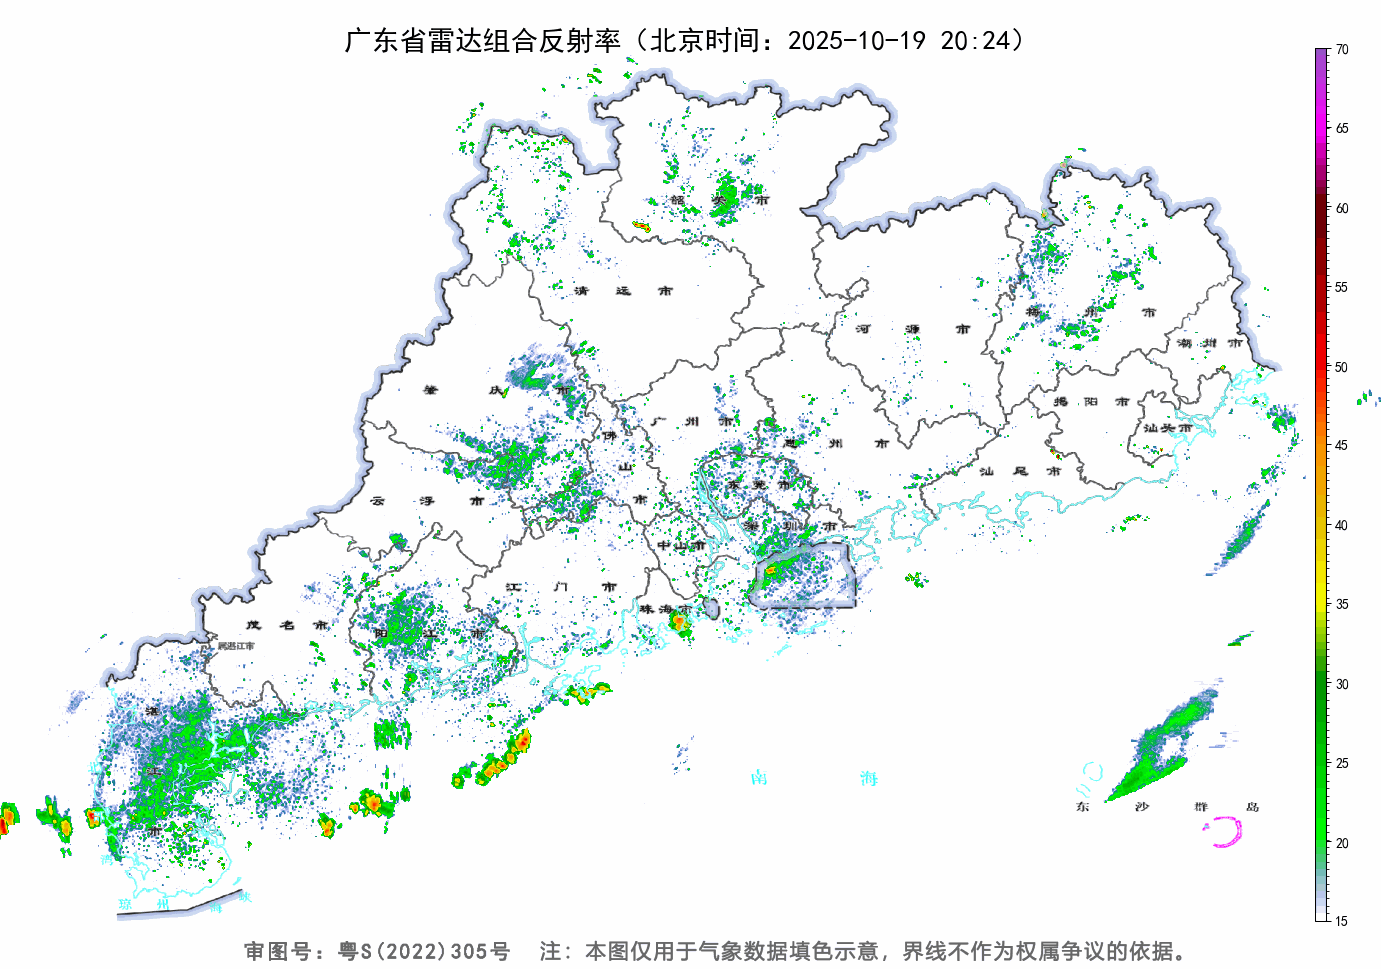 广东省雷达组合反射率（北京时间：2025-10-19 20:24）
70
65
60
55
50
45
40
35
30
25
20
15
韶关市
清远市
河源市
梅州市
潮州市
肇庆市
广州市
揭阳市
汕头市
佛山市
惠州市
汕尾市
东莞市
云浮市
深圳市
中山市
江门市
珠海市
茂名市
阳江市
属湛江市
湛江市
南海
东沙群岛
湾
琼州海峡
审图号：粤S(2022)305号 注：本图仅用于气象数据填色示意，界线不作为权属争议的依据。